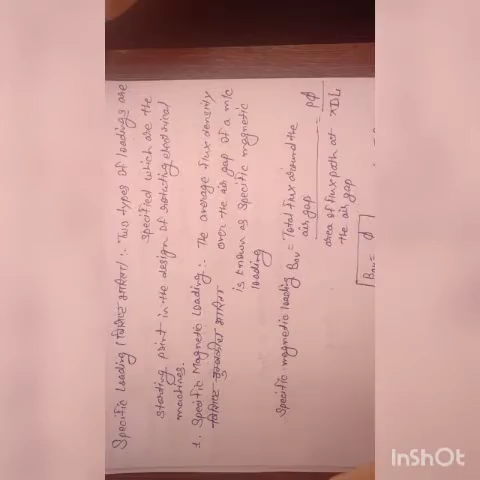 Specific Loading (विशिष्ट भारिता) :- Two types of loadings are
specified which are the
starting point in the design of rotating electrical
machines.
1. Specific Magnetic Loading :- The average flux density
विशिष्ट चुम्बकीय भारिता over the air gap of a m/c
is known as specific magnetic
loading
Specific magnetic loading Bav = Total flux around the air gap / area of flux path at the air gap = pϕ / πDL
Bav = ϕ
InShOt